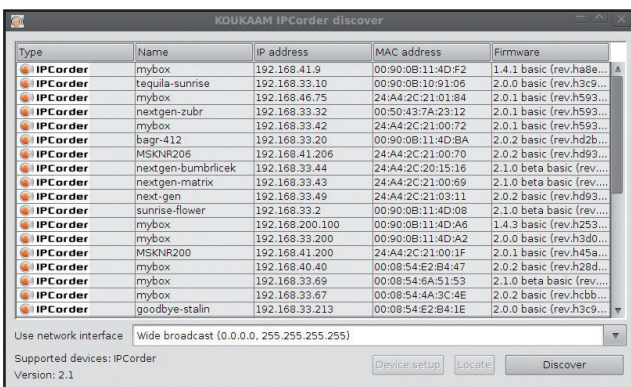 KOUKAAM IPCorder discover
Type Name IP address MAC address Firmware
IPCorder mybox 192.168.41.9 00:90:0B:11:4D:F2 1.4.1 basic (rev.ha8e...
IPCorder tequila-sunrise 192.168.33.10 00:90:0B:10:91:06 2.0.0 basic (rev.h3c9...
IPCorder mybox 192.168.46.75 24:A4:2C:21:01:84 2.0.1 basic (rev.h593...
IPCorder nextgen-zubr 192.168.33.32 00:50:43:7A:23:12 2.0.1 basic (rev.h593...
IPCorder mybox 192.168.33.42 24:A4:2C:21:00:72 2.0.1 basic (rev.h593...
IPCorder bagr-412 192.168.33.20 00:90:0B:11:4D:BA 2.0.2 basic (rev.hd2b...
IPCorder MSKNR206 192.168.41.206 24:A4:2C:21:00:70 2.0.2 basic (rev.hd93...
IPCorder nextgen-bumbrlicek 192.168.33.44 24:A4:2C:20:15:16 2.1.0 beta basic (rev....
IPCorder nextgen-matrix 192.168.33.43 24:A4:2C:21:00:69 2.1.0 beta basic (rev....
IPCorder next-gen 192.168.33.49 24:A4:2C:21:03:11 2.0.2 basic (rev.hd93...
IPCorder sunrise-flower 192.168.33.2 00:90:0B:11:4D:08 2.1.0 beta basic (rev....
IPCorder mybox 192.168.200.100 00:90:0B:11:4D:A6 1.4.3 basic (rev.h253...
IPCorder mybox 192.168.33.200 00:90:0B:11:4D:A2 2.0.0 basic (rev.h3d0...
IPCorder MSKNR200 192.168.41.200 24:A4:2C:21:00:1F 2.0.1 basic (rev.h45a...
IPCorder mybox 192.168.40.40 00:08:54:E2:B4:47 2.0.2 basic (rev.h28d...
IPCorder mybox 192.168.33.69 00:08:54:6A:51:53 2.1.0 beta basic (rev....
IPCorder mybox 192.168.33.67 00:08:54:4A:3C:4E 2.0.2 basic (rev.hcbb...
IPCorder goodbye-stalin 192.168.33.213 00:08:54:E2:B4:1E 2.0.0 basic (rev.h3c9...
Use network interface Wide broadcast (0.0.0.0, 255.255.255.255)
Supported devices: IPCorder
Device setup Locate Discover
Version: 2.1